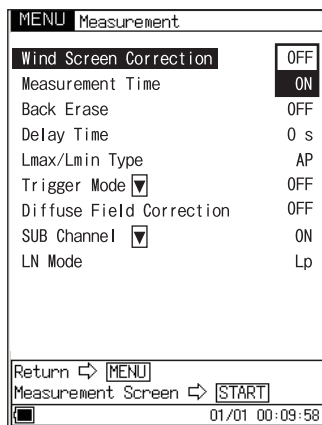 MENU Measurement
Wind Screen Correction OFF
Measurement Time ON
Back Erase OFF
Delay Time 0 s
Lmax/Lmin Type AP
Trigger Mode ▼ OFF
Diffuse Field Correction OFF
SUB Channel ▼ ON
LN Mode Lp
Return ⇨ MENU
Measurement Screen ⇨ START
01/01 00:09:58